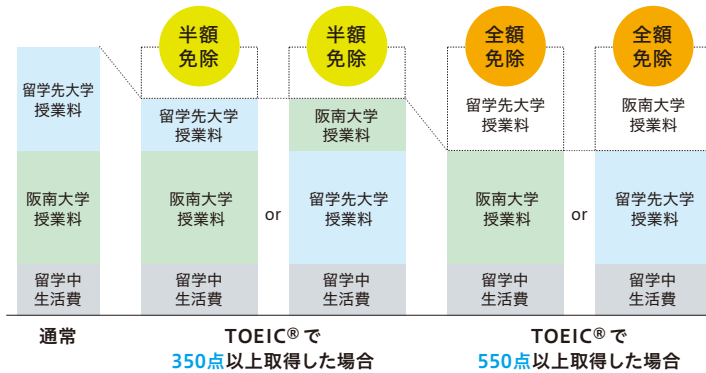 留学先大学
授業料
阪南大学
授業料
留学中
生活費
通常
半額
免除
留学先大学
授業料
阪南大学
授業料
留学中
生活費
or
半額
免除
阪南大学
授業料
留学先大学
授業料
留学中
生活費
TOEIC®で
350点以上取得した場合
全額
免除
留学先大学
授業料
阪南大学
授業料
留学中
生活費
or
全額
免除
阪南大学
授業料
留学先大学
授業料
留学中
生活費
TOEIC®で
550点以上取得した場合